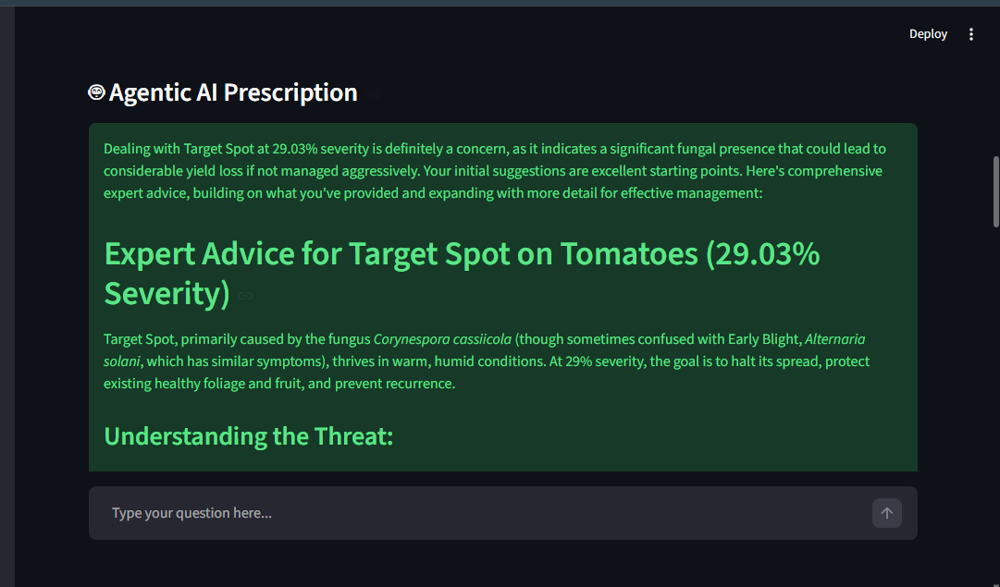 Deploy
Agentic AI Prescription
Dealing with Target Spot at 29.03% severity is definitely a concern, as it indicates a significant fungal presence that could lead to
considerable yield loss if not managed aggressively. Your initial suggestions are excellent starting points. Here's comprehensive
expert advice, building on what you've provided and expanding with more detail for effective management:
Expert Advice for Target Spot on Tomatoes (29.03%
Severity)
Target Spot, primarily caused by the fungus Corynespora cassiicola (though sometimes confused with Early Blight, Alternaria
solani, which has similar symptoms), thrives in warm, humid conditions. At 29% severity, the goal is to halt its spread, protect
existing healthy foliage and fruit, and prevent recurrence.
Understanding the Threat:
Type your question here...